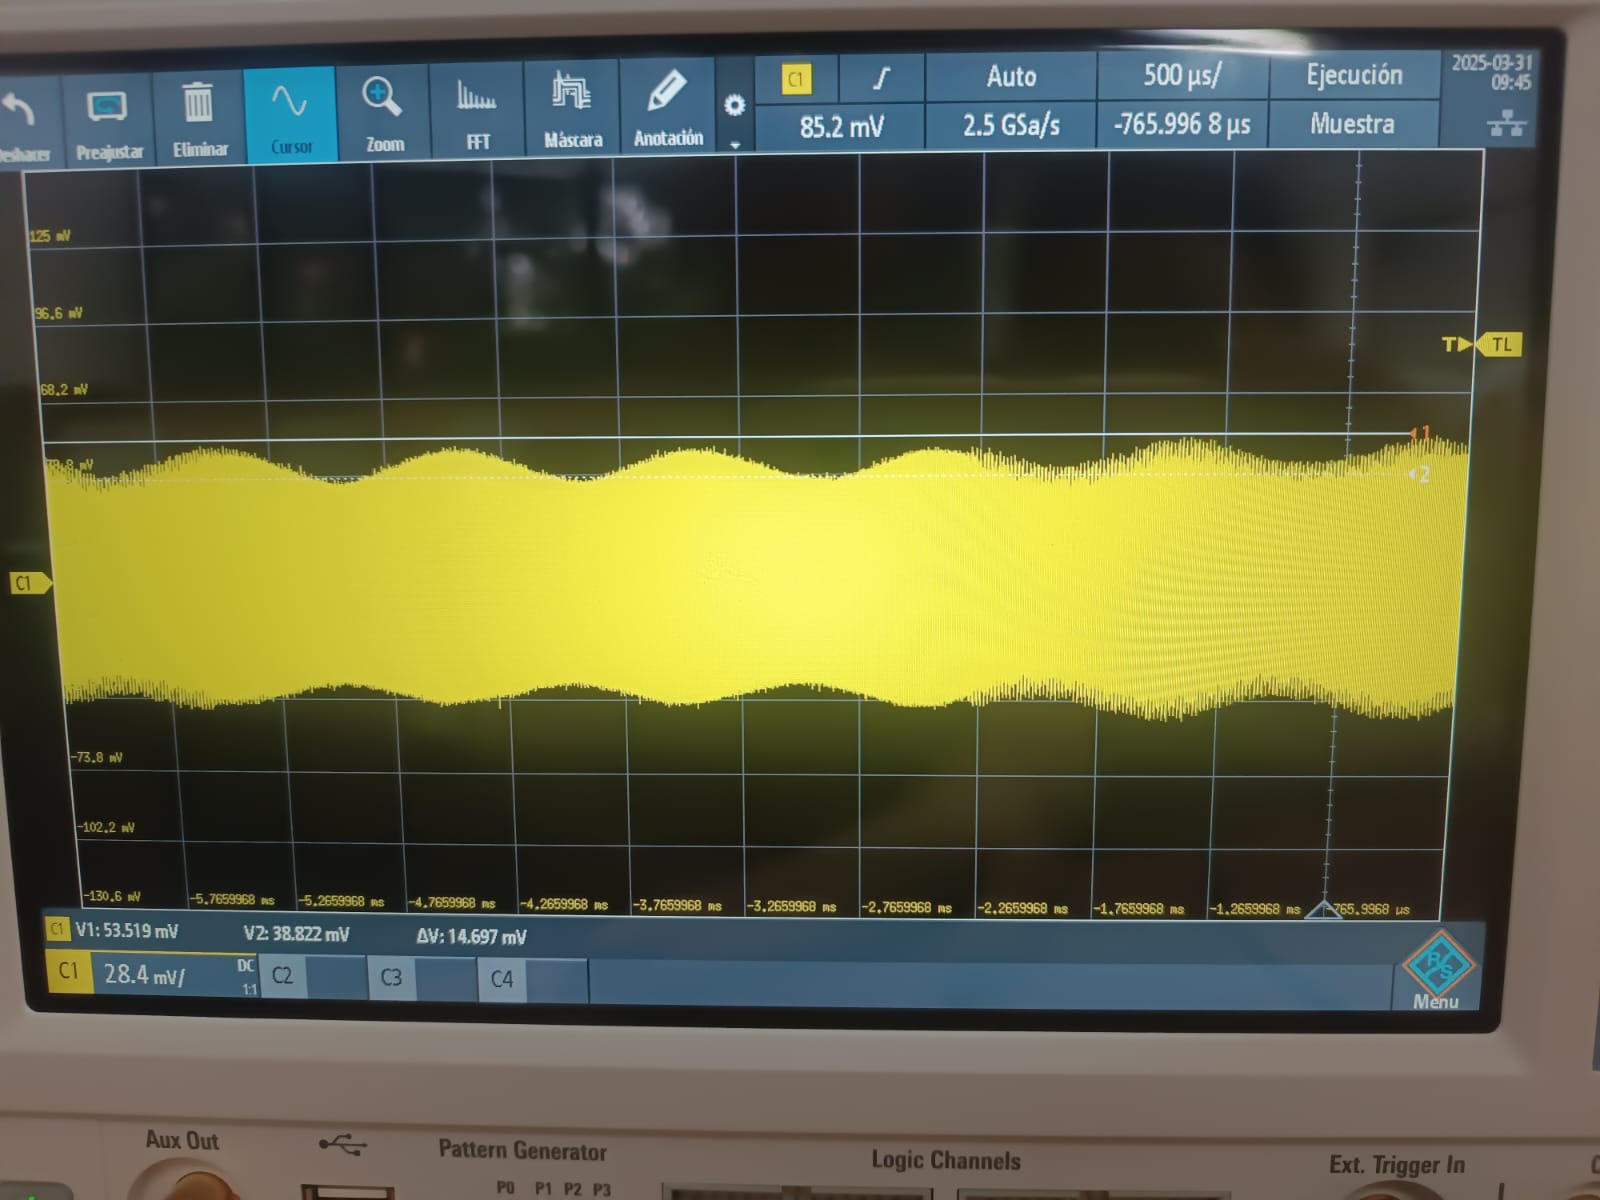 Deshacer Preajustar Eliminar Cursor Zoom FFT Máscara Anotación
C1 Auto 500 µs/ Ejecución 2025-03-31
09:45
85.2 mV 2.5 GSa/s -765.996 8 µs Muestra
125 mV
96.6 mV
T TL
68.2 mV
1
2
C1
-73.8 mV
-102.2 mV
-130.6 mV
-5.7659968 ms -5.2659968 ms -4.7659968 ms -4.2659968 ms -3.7659968 ms -3.2659968 ms -2.7659968 ms -2.2659968 ms -1.7659968 ms -1.2659968 ms -765.9968 µs
C1 V1: 53.519 mV V2: 38.822 mV ΔV: 14.697 mV
C1 28.4 mV/ DC 1:1 C2 C3 C4
R S
Menu
Aux Out Pattern Generator Logic Channels Ext. Trigger In
P0 P1 P2 P3